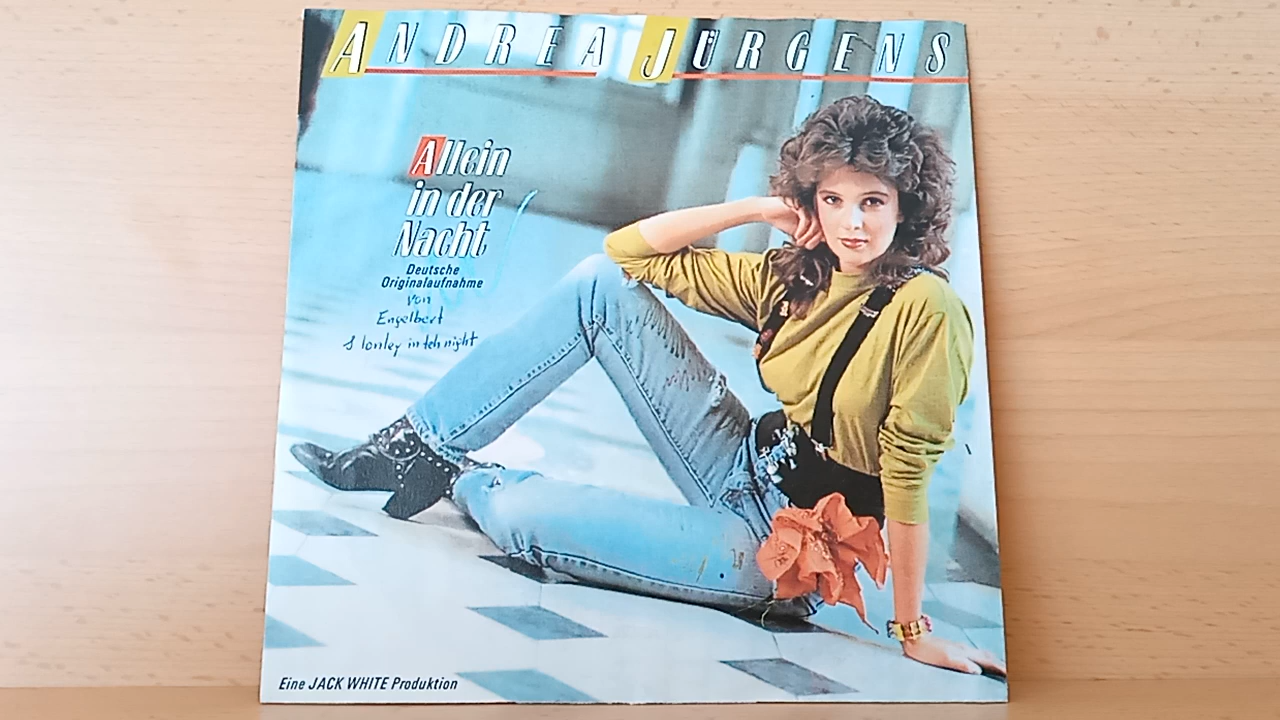 ANDREA JÜRGENS
Allein
in der
Nacht
Deutsche
Originalaufnahme
von
Engelbert
S lonley in teh night
Eine JACK WHITE Produktion